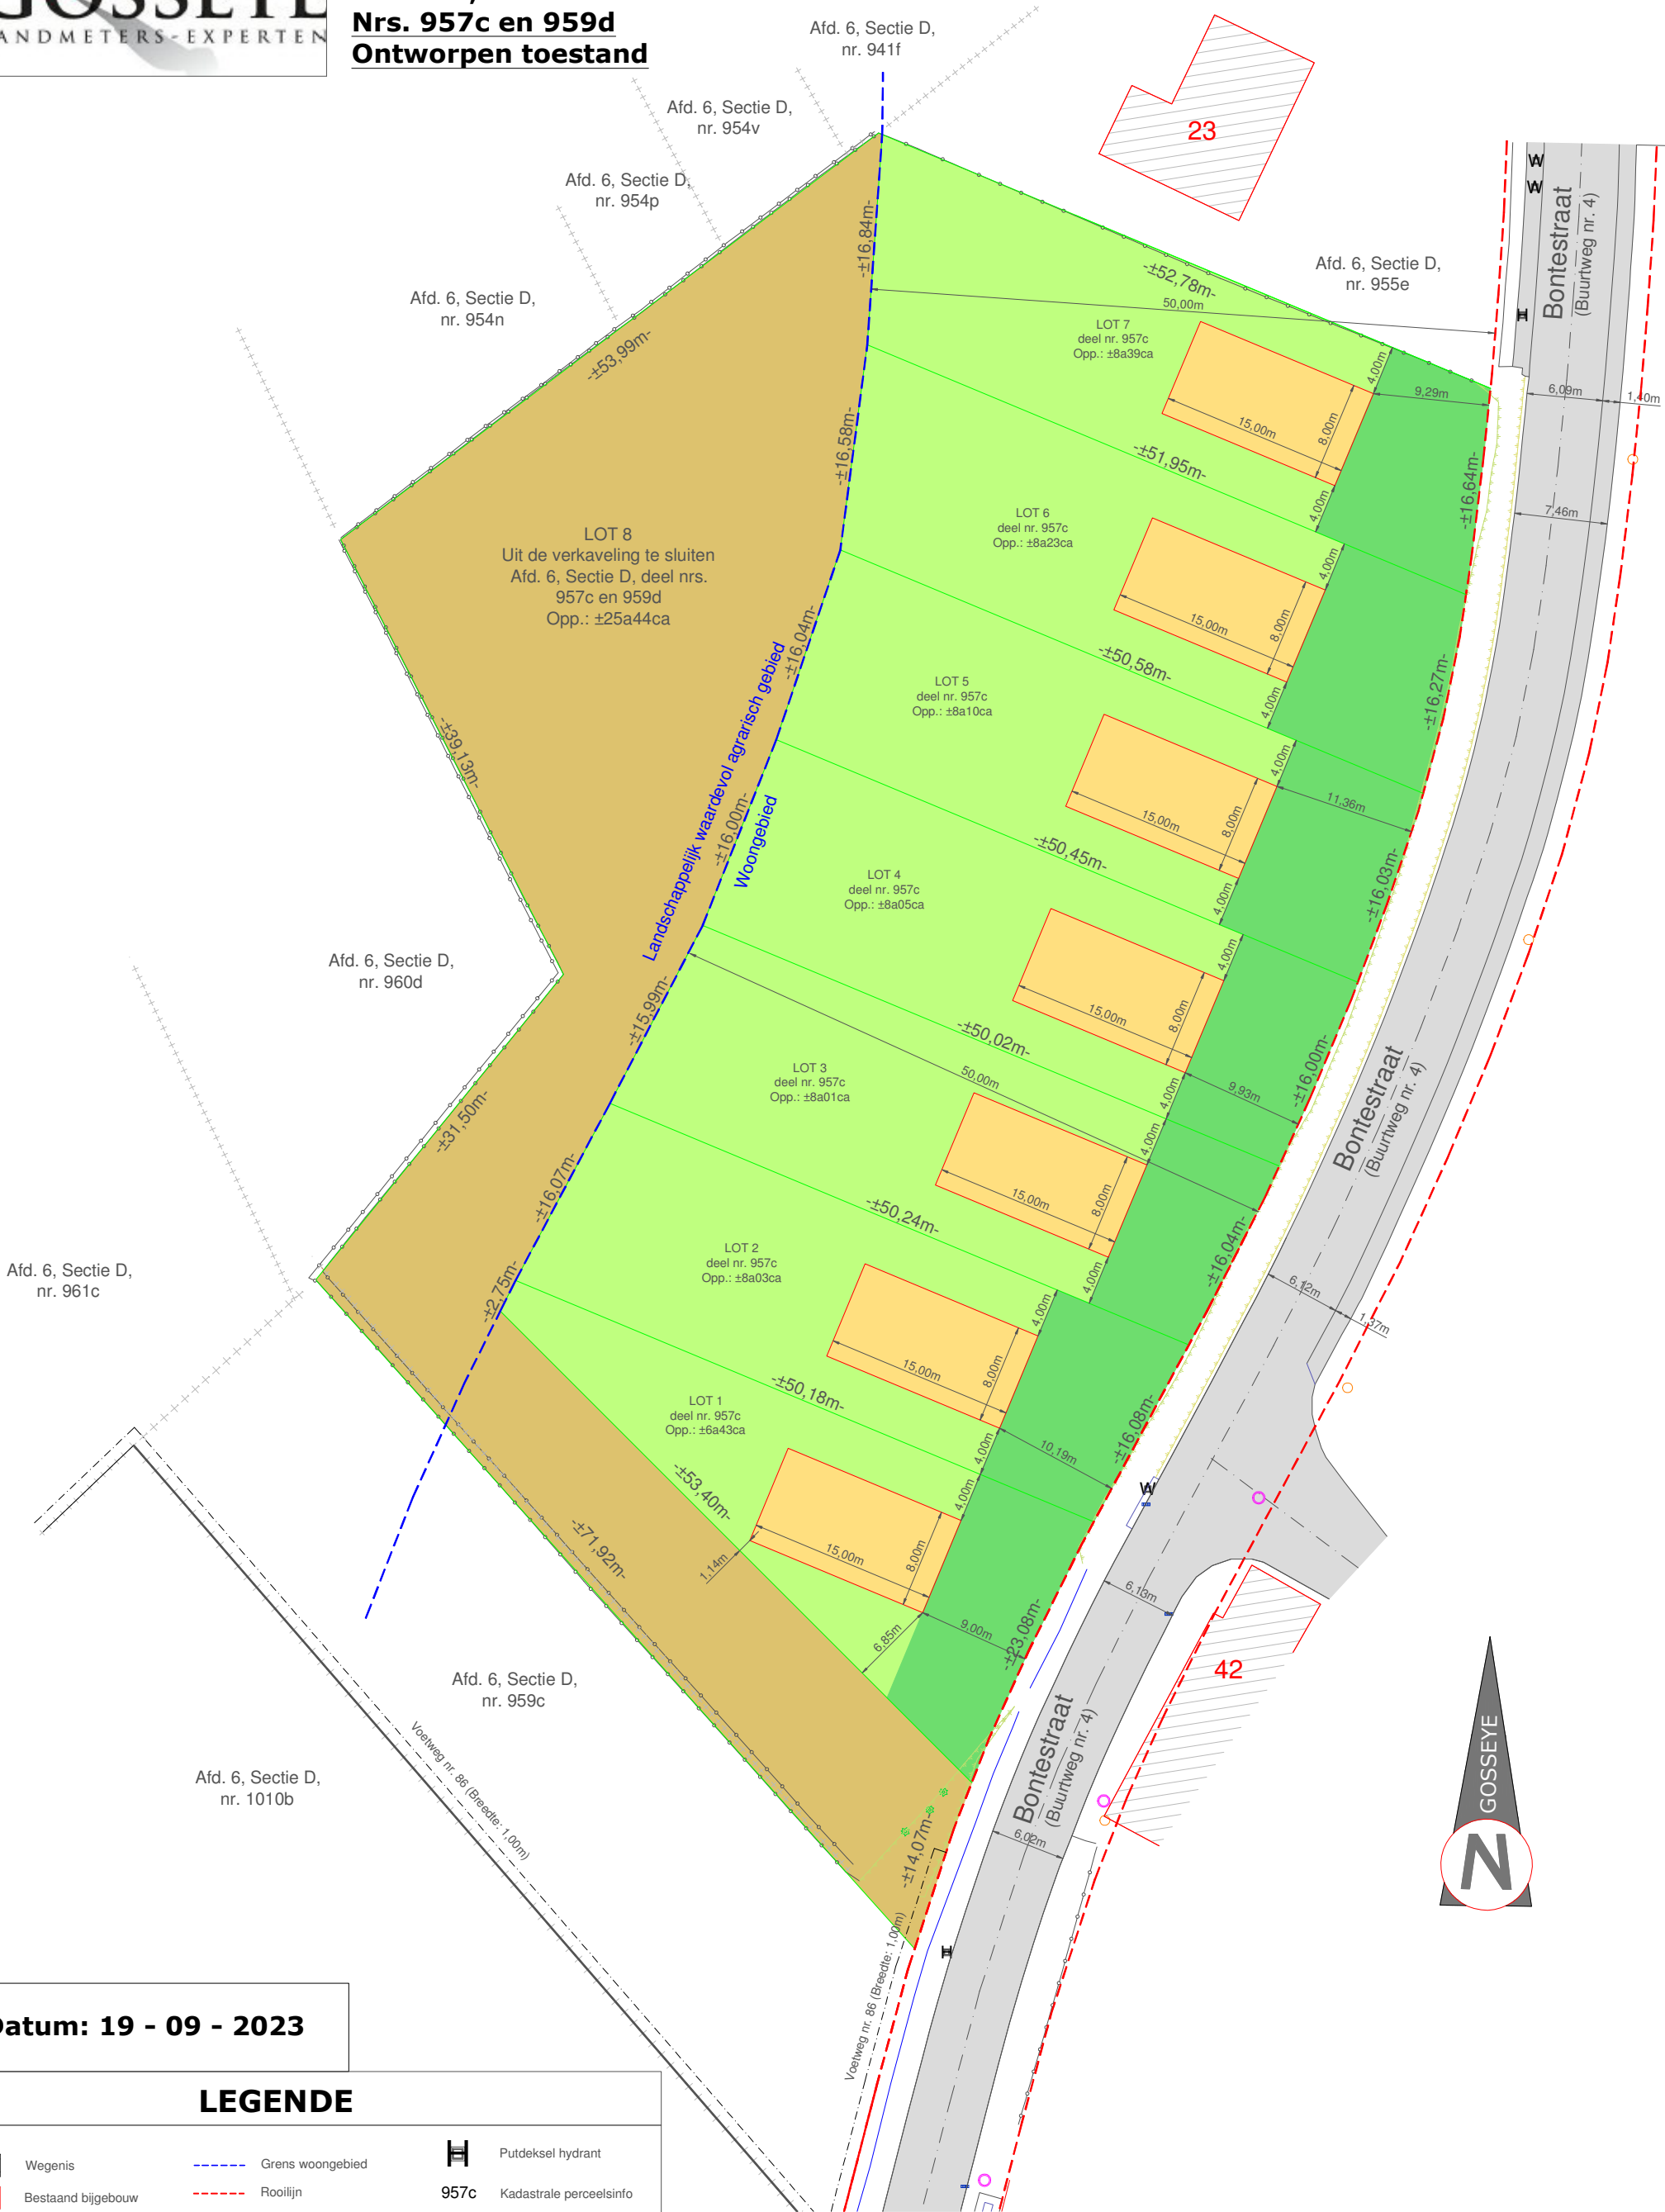 GOSSEYE
LANDMETERS-EXPERTEN
Nrs. 957c en 959d
Ontworpen toestand
Afd. 6, Sectie D,
nr. 941f
Afd. 6, Sectie D,
nr. 954v
Afd. 6, Sectie D,
nr. 954p
Afd. 6, Sectie D,
nr. 954n
23
Afd. 6, Sectie D,
nr. 955e
W
W
H
Bontestraat
(Buurtweg nr. 4)
-±16,84m-
-±52,78m-
50,00m
-±53,99m-
LOT 7
deel nr. 957c
Opp.: ±8a39ca
4,00m
9,29m
6,09m
1,40m
15,00m
8,00m
-±16,58m-
-±51,95m-
4,00m
-±16,64m-
7,46m
LOT 8
Uit de verkaveling te sluiten
Afd. 6, Sectie D, deel nrs.
957c en 959d
Opp.: ±25a44ca
LOT 6
deel nr. 957c
Opp.: ±8a23ca
4,00m
15,00m
8,00m
-±16,04m-
-±50,58m-
4,00m
-±16,27m-
Landschappelijk waardevol agrarisch gebied
Woongebied
LOT 5
deel nr. 957c
Opp.: ±8a10ca
4,00m
11,36m
15,00m
8,00m
-±39,13m-
-±16,00m-
-±50,45m-
4,00m
-±16,03m-
LOT 4
deel nr. 957c
Opp.: ±8a05ca
4,00m
15,00m
8,00m
Afd. 6, Sectie D,
nr. 960d
-±15,99m-
-±50,02m-
50,00m
4,00m
9,93m
-±16,00m-
Bontestraat
(Buurtweg nr. 4)
LOT 3
deel nr. 957c
Opp.: ±8a01ca
4,00m
15,00m
8,00m
-±31,50m-
-±16,07m-
-±50,24m-
4,00m
-±16,04m-
LOT 2
deel nr. 957c
Opp.: ±8a03ca
Afd. 6, Sectie D,
nr. 961c
-±2,75m-
4,00m
15,00m
8,00m
6,12m
1,37m
-±50,18m-
4,00m
10,19m
-±16,08m-
LOT 1
deel nr. 957c
Opp.: ±6a43ca
-±53,40m-
4,00m
15,00m
8,00m
W
-±71,92m-
1,14m
6,85m
9,00m
-±23,08m-
6,13m
42
Afd. 6, Sectie D,
nr. 959c
Voetweg nr. 86 (Breedte: 1,00m)
Afd. 6, Sectie D,
nr. 1010b
Bontestraat
(Buurtweg nr. 4)
6,02m
-±14,07m-
Voetweg nr. 86 (Breedte: 1,00m)
H
GOSSEYE
N
Datum: 19 - 09 - 2023
LEGENDE
Wegenis
Grens woongebied
H
Putdeksel hydrant
Bestaand bijgebouw
Rooilijn
957c
Kadastrale perceelsinfo